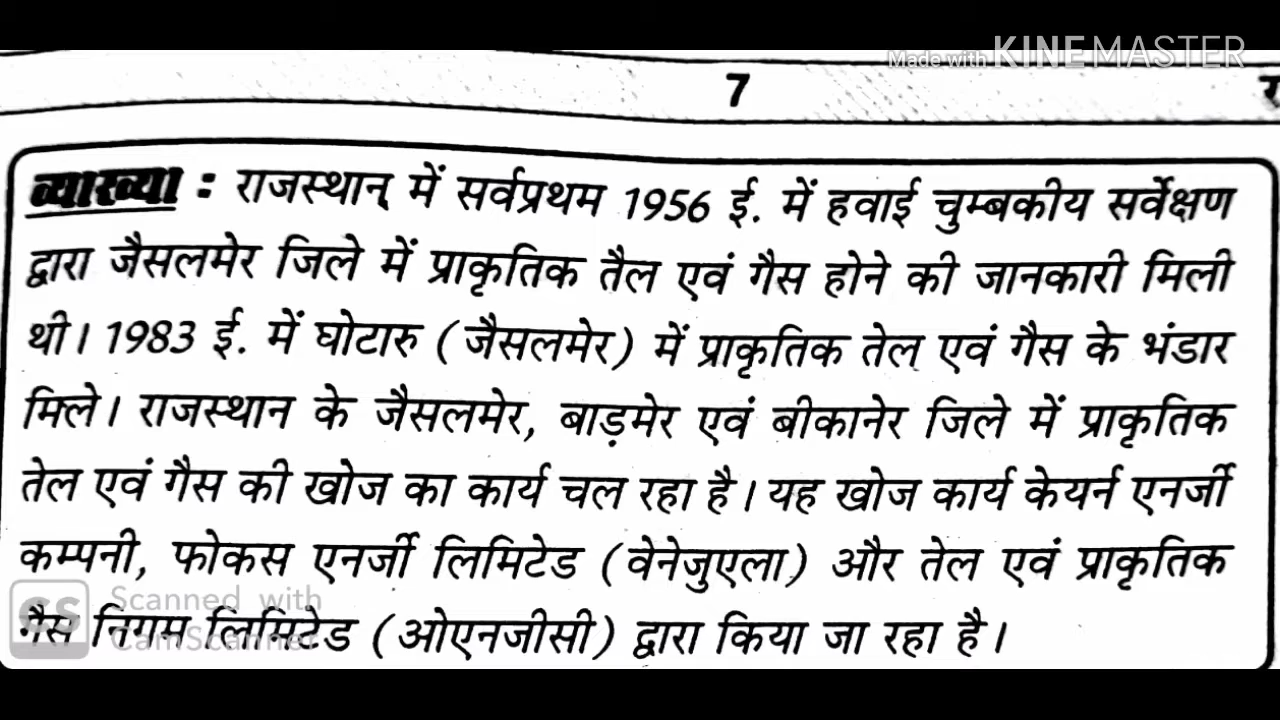 Made with KINEMASTER
7
व्याख्या : राजस्थान में सर्वप्रथम 1956 ई. में हवाई चुम्बकीय सर्वेक्षण
द्वारा जैसलमेर जिले में प्राकृतिक तैल एवं गैस होने की जानकारी मिली
थी। 1983 ई. में घोटारु (जैसलमेर) में प्राकृतिक तेल एवं गैस के भंडार
मिले। राजस्थान के जैसलमेर, बाड़मेर एवं बीकानेर जिले में प्राकृतिक
तेल एवं गैस की खोज का कार्य चल रहा है। यह खोज कार्य केयर्न एनर्जी
कम्पनी, फोकस एनर्जी लिमिटेड (वेनेजुएला) और तेल एवं प्राकृतिक
गैस निगम लिमिटेड (ओएनजीसी) द्वारा किया जा रहा है।
CS Scanned with
CamScanner